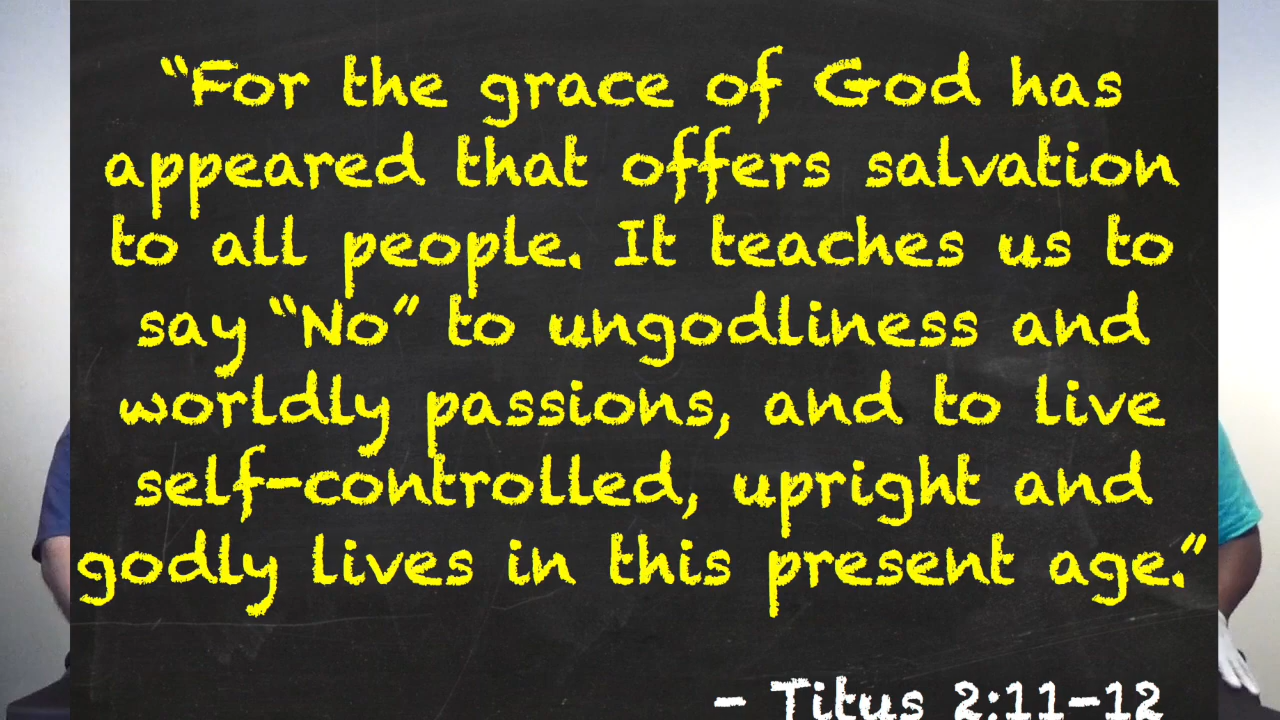 “For the grace of God has
appeared that offers salvation
to all people. It teaches us to
say “No” to ungodliness and
worldly passions, and to live
self-controlled, upright and
godly lives in this present age.”
- Titus 2:11-12